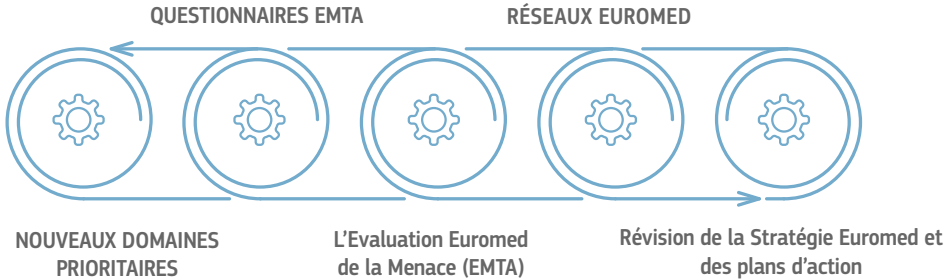 QUESTIONNAIRES EMTA
RÉSEAUX EUROMED
NOUVEAUX DOMAINES
PRIORITAIRES
L'Evaluation Euromed
de la Menace (EMTA)
Révision de la Stratégie Euromed et
des plans d'action